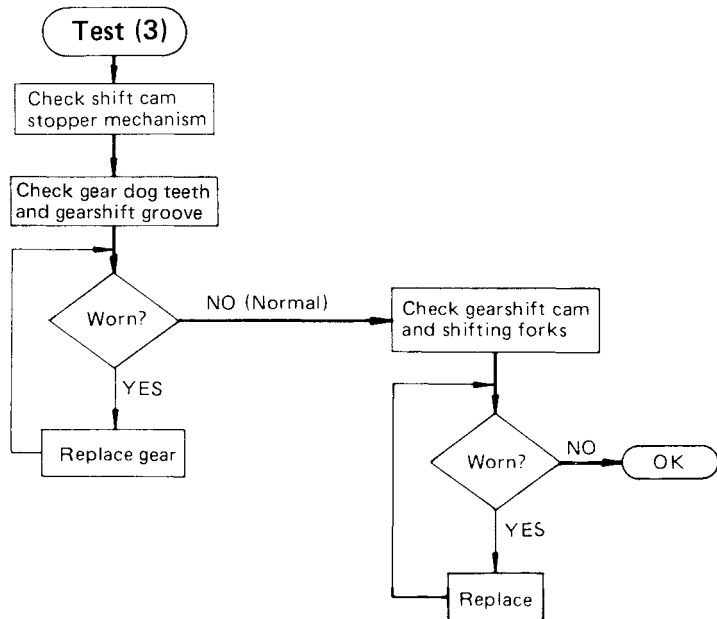 Test (3)
Check shift cam
stopper mechanism
Check gear dog teeth
and gearshift groove
Worn?
NO (Normal)
YES
Replace gear
Check gearshift cam
and shifting forks
Worn?
NO
OK
YES
Replace